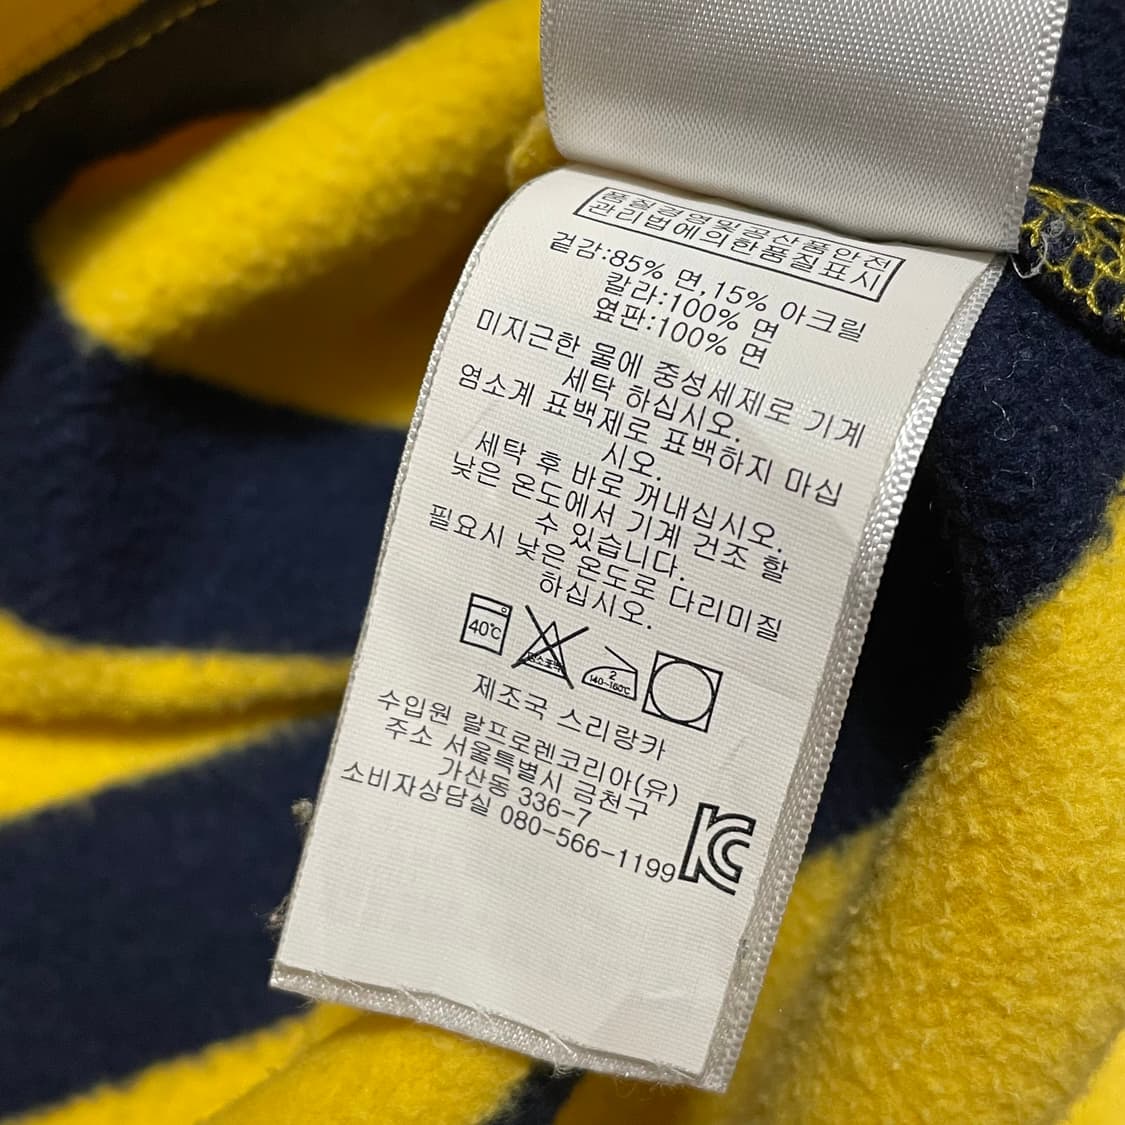 품질경영및공산품안전
관리법에의한품질표시
겉감:85% 면,15% 아크릴
칼라:100% 면
옆판:100% 면
미지근한 물에 중성세제로 기계
세탁 하십시오.
염소계 표백제로 표백하지 마십
시오.
세탁 후 바로 꺼내십시오.
낮은 온도에서 기계 건조 할
수 있습니다.
필요시 낮은 온도로 다리미질
하십시오.
40℃
염소표백
2
140-160℃
제조국 스리랑카
수입원 랄프로렌코리아(유)
주소 서울특별시 금천구
가산동 336-7
소비자상담실 080-566-1199
KC